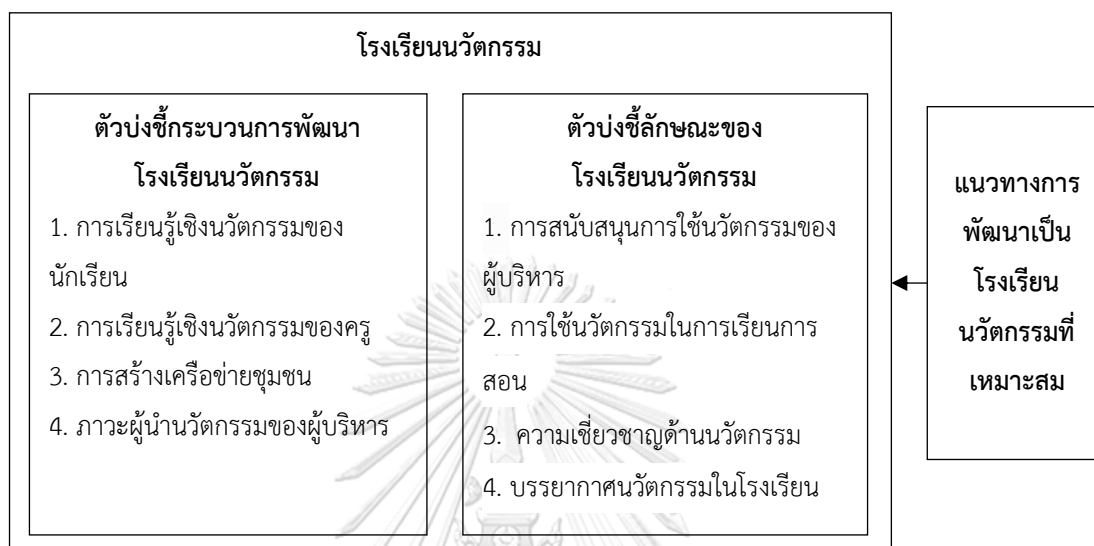 โรงเรียนนวัตกรรม
ตัวบ่งชี้กระบวนการพัฒนา
โรงเรียนนวัตกรรม
1. การเรียนรู้เชิงนวัตกรรมของ
นักเรียน
2. การเรียนรู้เชิงนวัตกรรมของครู
3. การสร้างเครือข่ายชุมชน
4. ภาวะผู้นำนวัตกรรมของผู้บริหาร
ตัวบ่งชี้ลักษณะของ
โรงเรียนนวัตกรรม
1. การสนับสนุนการใช้นวัตกรรมของ
ผู้บริหาร
2. การใช้นวัตกรรมในการเรียนการ
สอน
3. ความเชี่ยวชาญด้านนวัตกรรม
4. บรรยากาศนวัตกรรมในโรงเรียน
แนวทางการ
พัฒนาเป็น
โรงเรียน
นวัตกรรมที่
เหมาะสม